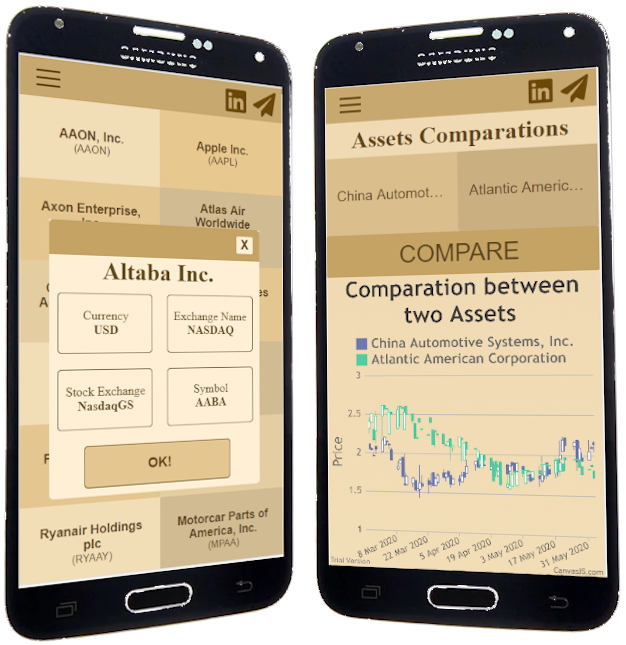 SAMSUNG
in
AAON, Inc.
(AAON)
Apple Inc.
(AAPL)
Axon Enterprise,
Atlas Air
Worldwide
X
Altaba Inc.
Currency
USD
Exchange Name
NASDAQ
Stock Exchange
NasdaqGS
Symbol
AABA
OK!
Ryanair Holdings
plc
(RYAAY)
Motorcar Parts of
America, Inc.
(MPAA)
SAMSUNG
in
Assets Comparations
China Automot...
Atlantic Americ...
COMPARE
Comparation between
two Assets
China Automotive Systems, Inc.
Atlantic American Corporation
Price
3
2.5
2
1.5
1
8 Mar 2020
22 Mar 2020
5 Apr 2020
19 Apr 2020
3 May 2020
17 May 2020
31 May 2020
Trial Version
CanvasJS.com